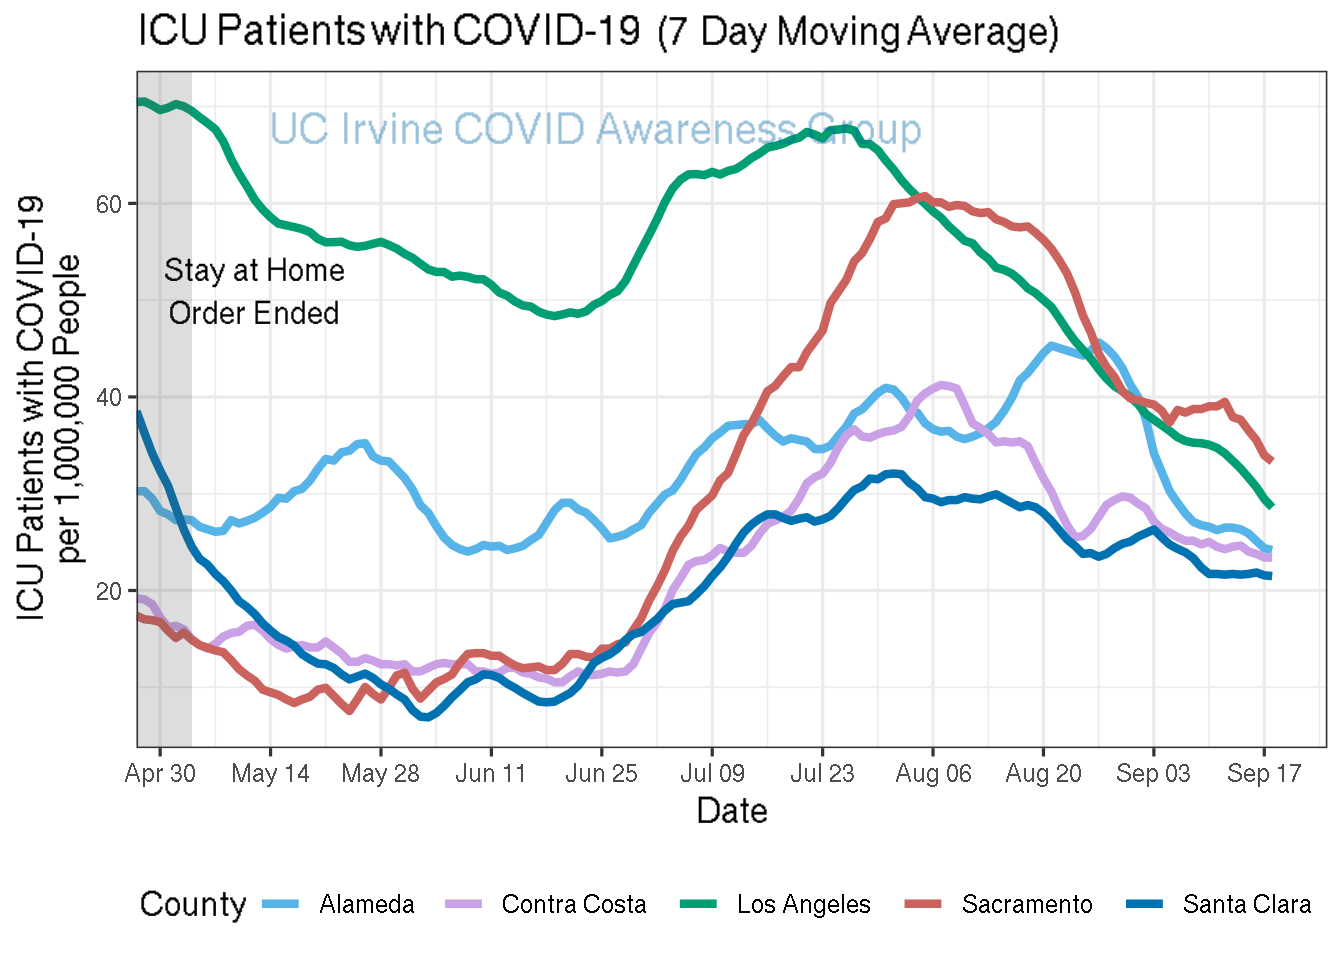 ICU Patients with COVID-19 (7 Day Moving Average)
UC Irvine COVID Awareness Group
Stay at Home
Order Ended
ICU Patients with COVID-19
per 1,000,000 People
60
40
20
Apr 30 May 14 May 28 Jun 11 Jun 25 Jul 09 Jul 23 Aug 06 Aug 20 Sep 03 Sep 17
Date
County Alameda Contra Costa Los Angeles Sacramento Santa Clara